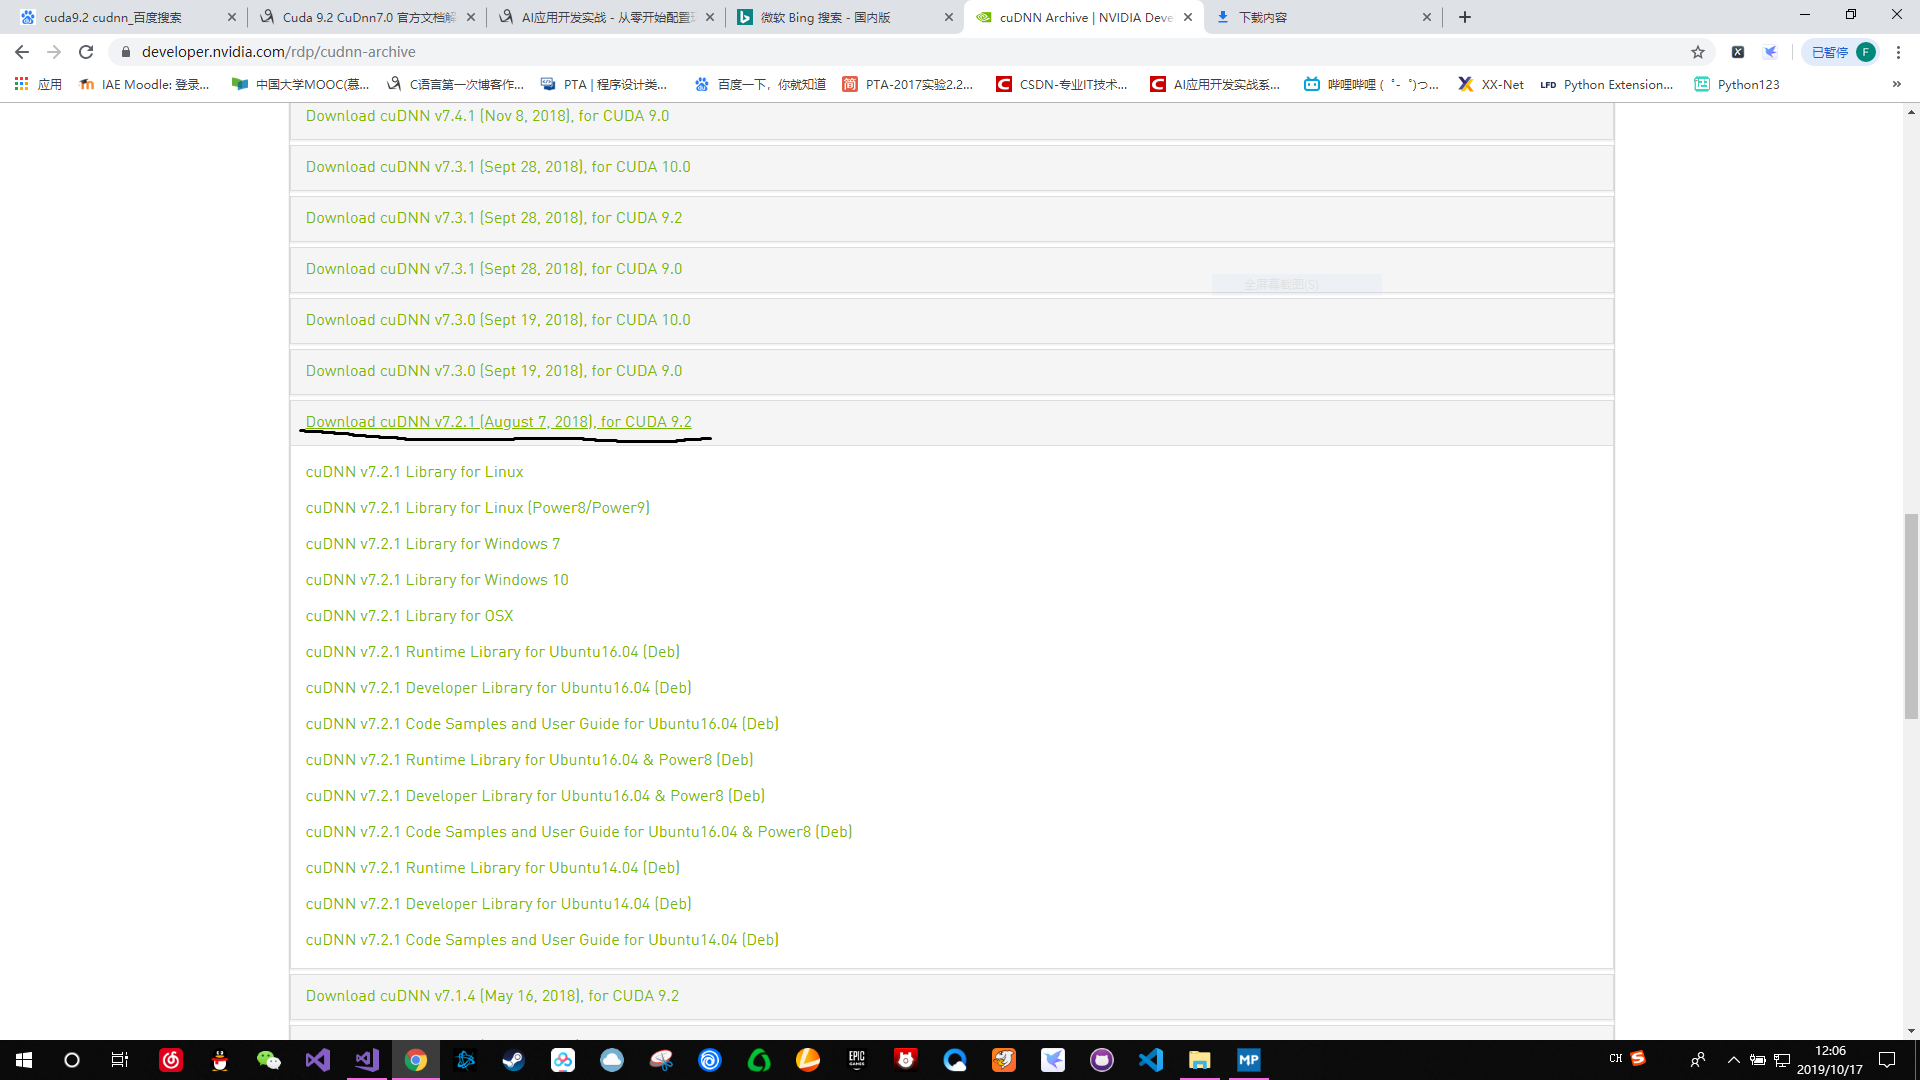 cuda9.2 cudnn_百度搜索
Cuda 9.2 CuDnn7.0 官方文档解
AI应用开发实战 - 从零开始配置环
微软 Bing 搜索 - 国内版
cuDNN Archive | NVIDIA Deve
下载内容
developer.nvidia.com/rdp/cudnn-archive
已暂停
F
应用
IAE Moodle: 登录...
中国大学MOOC(慕...
C语言第一次博客作...
PTA | 程序设计类...
百度一下，你就知道
简
PTA-2017实验2.2...
CSDN-专业IT技术...
AI应用开发实战系...
哔哩哔哩 ( ゜- ゜)つ...
XX-Net
LFD
Python Extension...
Python123
»
Download cuDNN v7.4.1 (Nov 8, 2018), for CUDA 9.0
Download cuDNN v7.3.1 (Sept 28, 2018), for CUDA 10.0
Download cuDNN v7.3.1 (Sept 28, 2018), for CUDA 9.2
Download cuDNN v7.3.1 (Sept 28, 2018), for CUDA 9.0
全屏幕截图(S)
Download cuDNN v7.3.0 (Sept 19, 2018), for CUDA 10.0
Download cuDNN v7.3.0 (Sept 19, 2018), for CUDA 9.0
Download cuDNN v7.2.1 (August 7, 2018), for CUDA 9.2
cuDNN v7.2.1 Library for Linux
cuDNN v7.2.1 Library for Linux (Power8/Power9)
cuDNN v7.2.1 Library for Windows 7
cuDNN v7.2.1 Library for Windows 10
cuDNN v7.2.1 Library for OSX
cuDNN v7.2.1 Runtime Library for Ubuntu16.04 (Deb)
cuDNN v7.2.1 Developer Library for Ubuntu16.04 (Deb)
cuDNN v7.2.1 Code Samples and User Guide for Ubuntu16.04 (Deb)
cuDNN v7.2.1 Runtime Library for Ubuntu16.04 & Power8 (Deb)
cuDNN v7.2.1 Developer Library for Ubuntu16.04 & Power8 (Deb)
cuDNN v7.2.1 Code Samples and User Guide for Ubuntu16.04 & Power8 (Deb)
cuDNN v7.2.1 Runtime Library for Ubuntu14.04 (Deb)
cuDNN v7.2.1 Developer Library for Ubuntu14.04 (Deb)
cuDNN v7.2.1 Code Samples and User Guide for Ubuntu14.04 (Deb)
Download cuDNN v7.1.4 (May 16, 2018), for CUDA 9.2
EPIC GAMES
MP
CH
12:06
2019/10/17